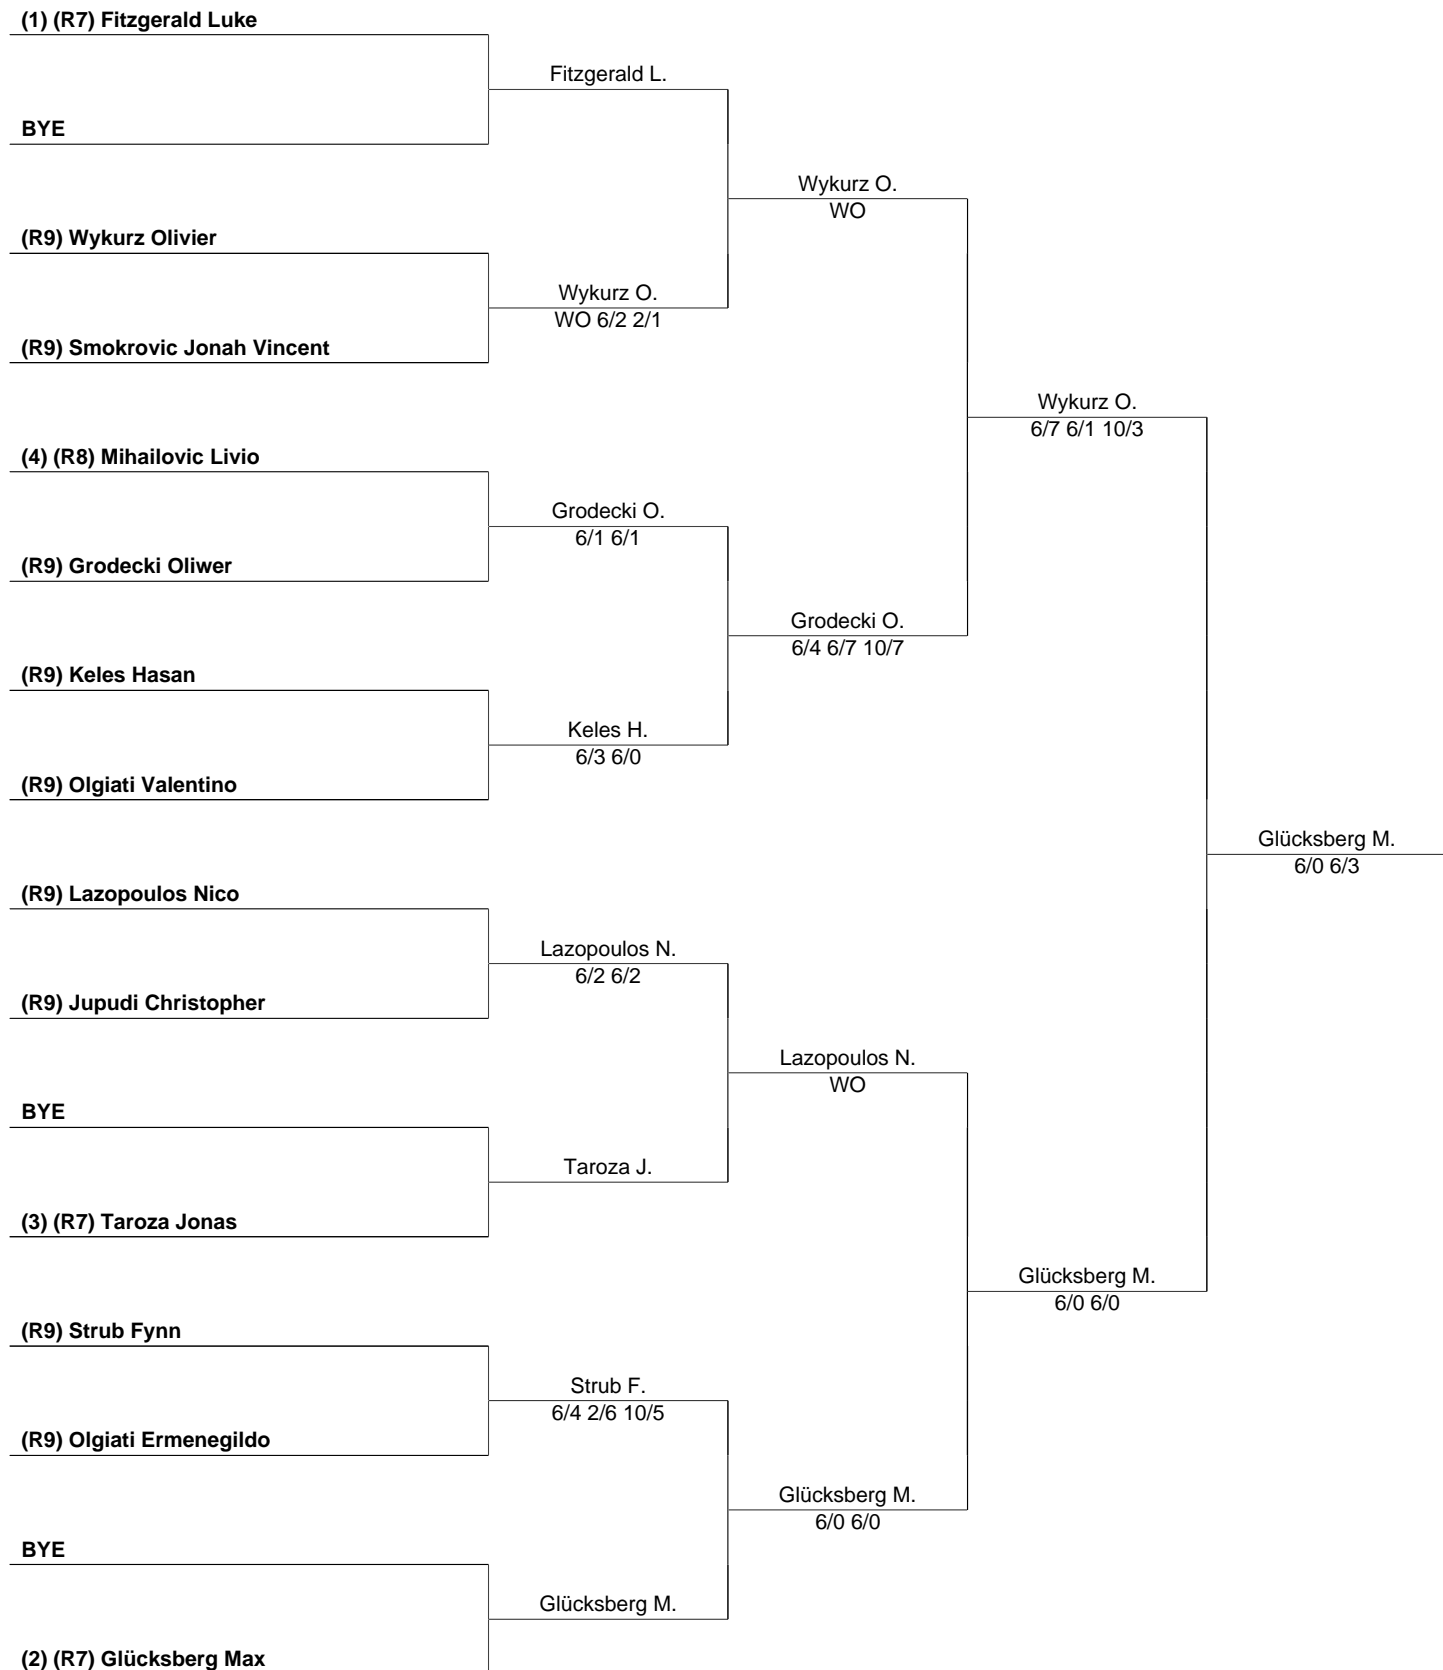 (1) (R7) Fitzgerald Luke
Fitzgerald L.
BYE
Wykurz O.
WO
(R9) Wykurz Olivier
Wykurz O.
WO 6/2 2/1
(R9) Smokrovic Jonah Vincent
Wykurz O.
6/7 6/1 10/3
(4) (R8) Mihailovic Livio
Grodecki O.
6/1 6/1
(R9) Grodecki Oliwer
Grodecki O.
6/4 6/7 10/7
(R9) Keles Hasan
Keles H.
6/3 6/0
(R9) Olgiati Valentino
Glücksberg M.
6/0 6/3
(R9) Lazopoulos Nico
Lazopoulos N.
6/2 6/2
(R9) Jupudi Christopher
Lazopoulos N.
WO
BYE
Taroza J.
(3) (R7) Taroza Jonas
Glücksberg M.
6/0 6/0
(R9) Strub Fynn
Strub F.
6/4 2/6 10/5
(R9) Olgiati Ermenegildo
Glücksberg M.
6/0 6/0
BYE
Glücksberg M.
(2) (R7) Glücksberg Max